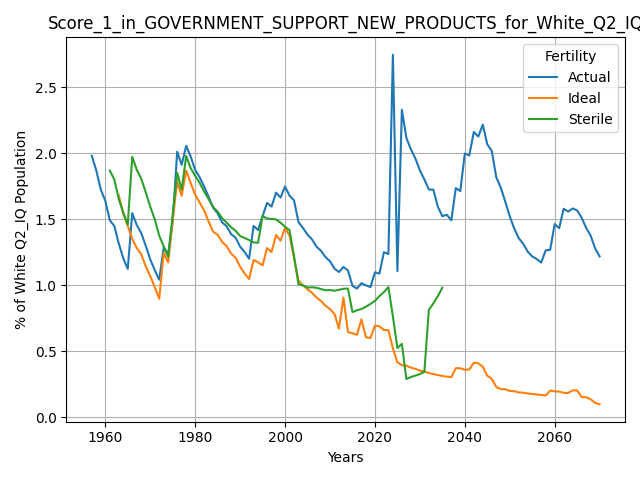 Score_1_in_GOVERNMENT_SUPPORT_NEW_PRODUCTS_for_White_Q2_IQ
Fertility
Actual
Ideal
Sterile
% of White Q2_IQ Population
2.5
2.0
1.5
1.0
0.5
0.0
1960 1980 2000 2020 2040 2060
Years